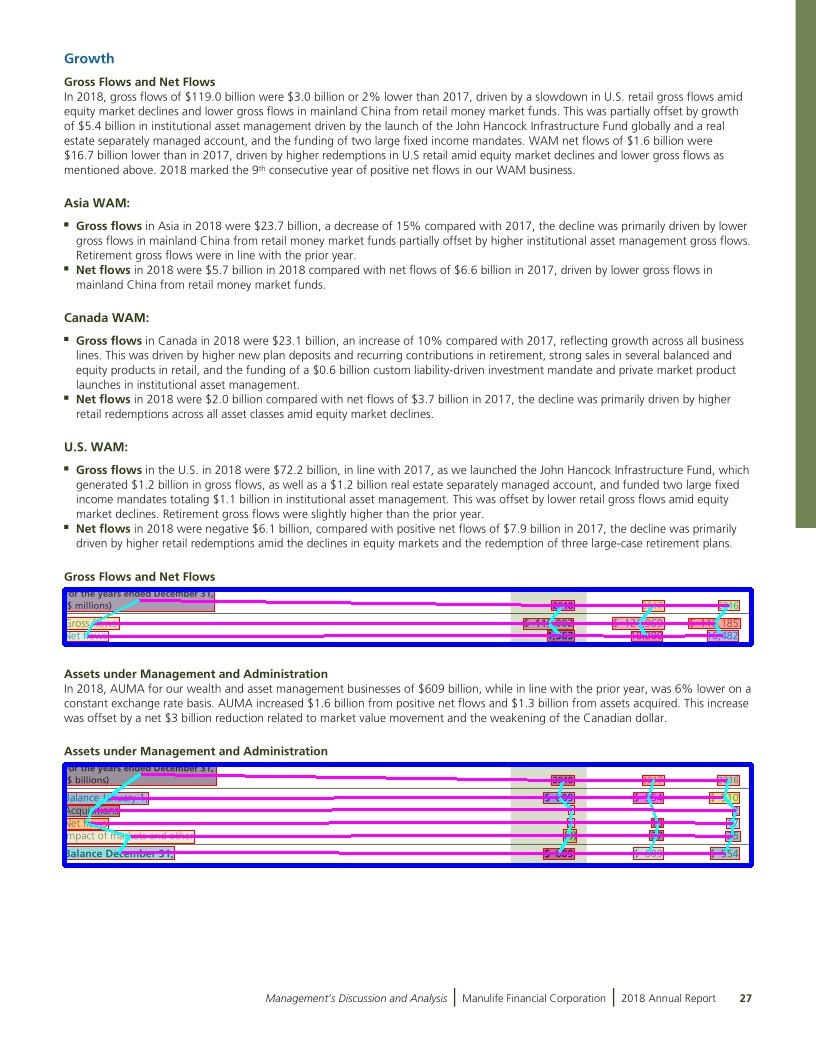 Growth
Gross Flows and Net Flows
In 2018, gross flows of $119.0 billion were $3.0 billion or 2% lower than 2017, driven by a slowdown in U.S. retail gross flows amid
equity market declines and lower gross flows in mainland China from retail money market funds. This was partially offset by growth
of $5.4 billion in institutional asset management driven by the launch of the John Hancock Infrastructure Fund globally and a real
estate separately managed account, and the funding of two large fixed income mandates. WAM net flows of $1.6 billion were
$16.7 billion lower than in 2017, driven by higher redemptions in U.S retail amid equity market declines and lower gross flows as
mentioned above. 2018 marked the 9th consecutive year of positive net flows in our WAM business.
Asia WAM:
▪ Gross flows in Asia in 2018 were $23.7 billion, a decrease of 15% compared with 2017, the decline was primarily driven by lower
gross flows in mainland China from retail money market funds partially offset by higher institutional asset management gross flows.
Retirement gross flows were in line with the prior year.
▪ Net flows in 2018 were $5.7 billion in 2018 compared with net flows of $6.6 billion in 2017, driven by lower gross flows in
mainland China from retail money market funds.
Canada WAM:
▪ Gross flows in Canada in 2018 were $23.1 billion, an increase of 10% compared with 2017, reflecting growth across all business
lines. This was driven by higher new plan deposits and recurring contributions in retirement, strong sales in several balanced and
equity products in retail, and the funding of a $0.6 billion custom liability-driven investment mandate and private market product
launches in institutional asset management.
▪ Net flows in 2018 were $2.0 billion compared with net flows of $3.7 billion in 2017, the decline was primarily driven by higher
retail redemptions across all asset classes amid equity market declines.
U.S. WAM:
▪ Gross flows in the U.S. in 2018 were $72.2 billion, in line with 2017, as we launched the John Hancock Infrastructure Fund, which
generated $1.2 billion in gross flows, as well as a $1.2 billion real estate separately managed account, and funded two large fixed
income mandates totaling $1.1 billion in institutional asset management. This was offset by lower retail gross flows amid equity
market declines. Retirement gross flows were slightly higher than the prior year.
▪ Net flows in 2018 were negative $6.1 billion, compared with positive net flows of $7.9 billion in 2017, the decline was primarily
driven by higher retail redemptions amid the declines in equity markets and the redemption of three large-case retirement plans.
Gross Flows and Net Flows
For the years ended December 31,
($ millions) 2018 2017 2016
Gross flows
Net flows
Assets under Management and Administration
In 2018, AUMA for our wealth and asset management businesses of $609 billion, while in line with the prior year, was 6% lower on a
constant exchange rate basis. AUMA increased $1.6 billion from positive net flows and $1.3 billion from assets acquired. This increase
was offset by a net $3 billion reduction related to market value movement and the weakening of the Canadian dollar.
Assets under Management and Administration
For the years ended December 31,
($ billions) 2018 2017 2016
Balance January 1,
Acquisitions
Net flows
Impact of markets and other
Balance December 31, $ 609 $ 609 $ 554
Management's Discussion and Analysis | Manulife Financial Corporation | 2018 Annual Report 27